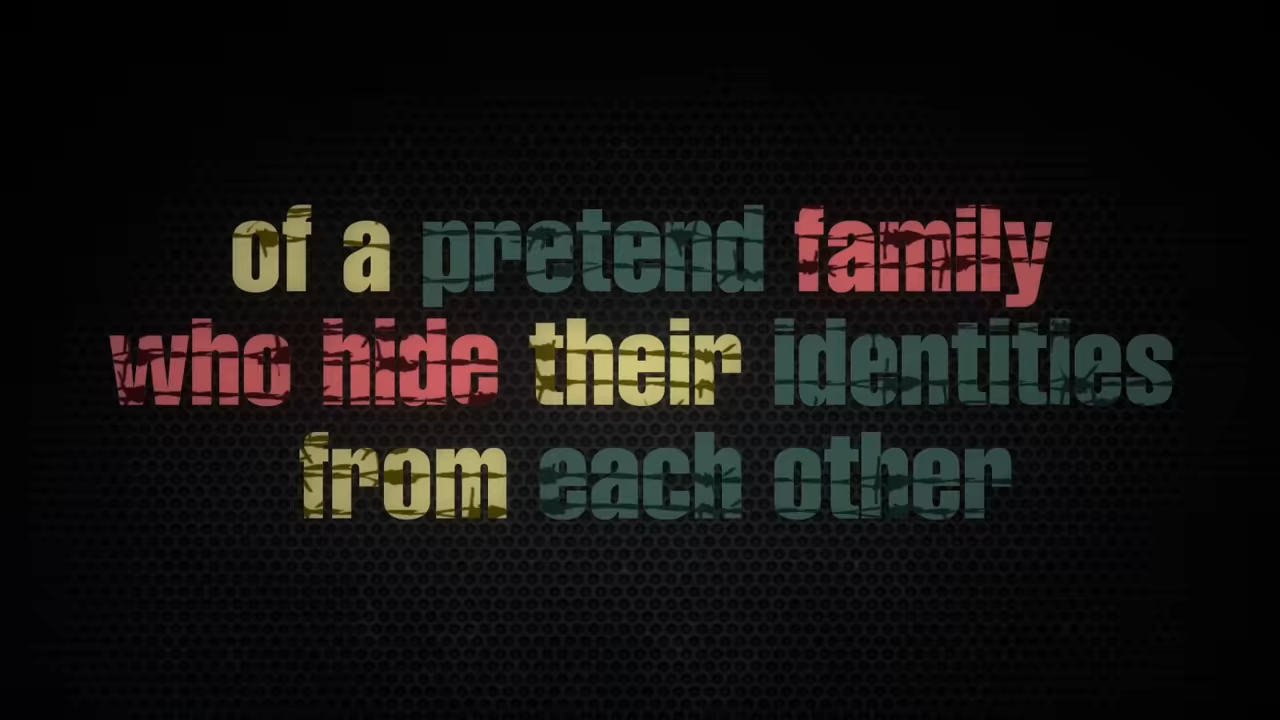 of a pretend family
who hide their identities
from each other